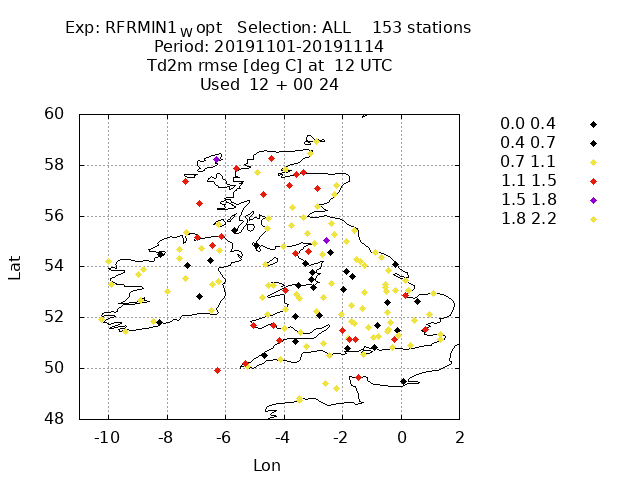 Exp: RFRMIN1wopt Selection: ALL 153 stations
Period: 20191101-20191114
Td2m rmse [deg C] at 12 UTC
Used 12 + 00 24
0.0 0.4
0.4 0.7
0.7 1.1
1.1 1.5
1.5 1.8
1.8 2.2
60
58
56
54
52
50
48
Lat
-10 -8 -6 -4 -2 0 2
Lon